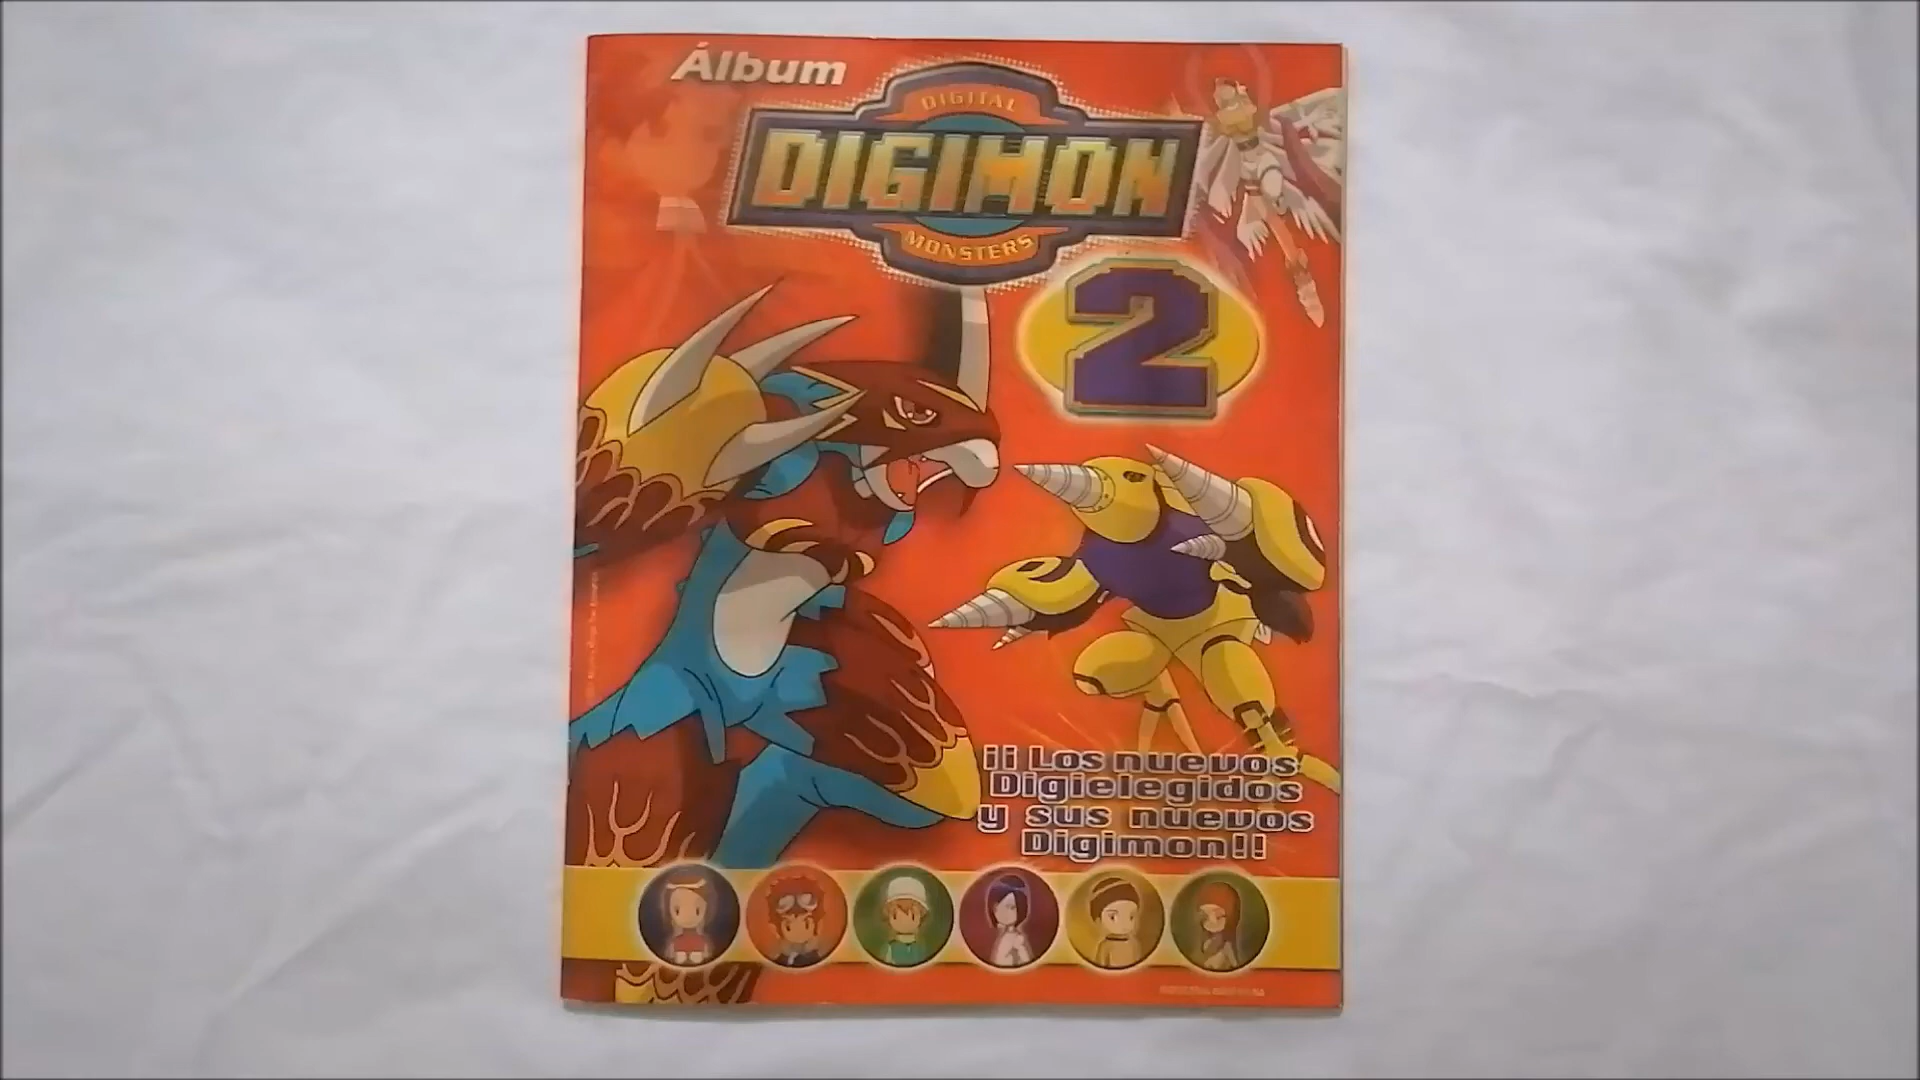 Álbum
DIGITAL
DIGIMON
MONSTERS
2
¡¡Los nuevos
Digielegidos
y sus nuevos
Digimon!!